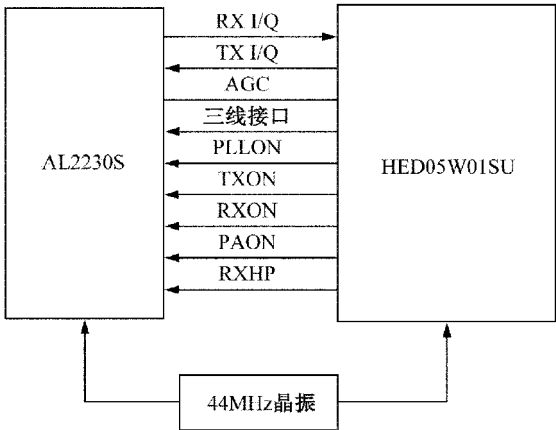 RX I/Q
TX I/Q
AGC
三线接口
PLLON
TXON
RXON
PAON
RXHP
AL2230S
HED05W01SU
44MHz晶振